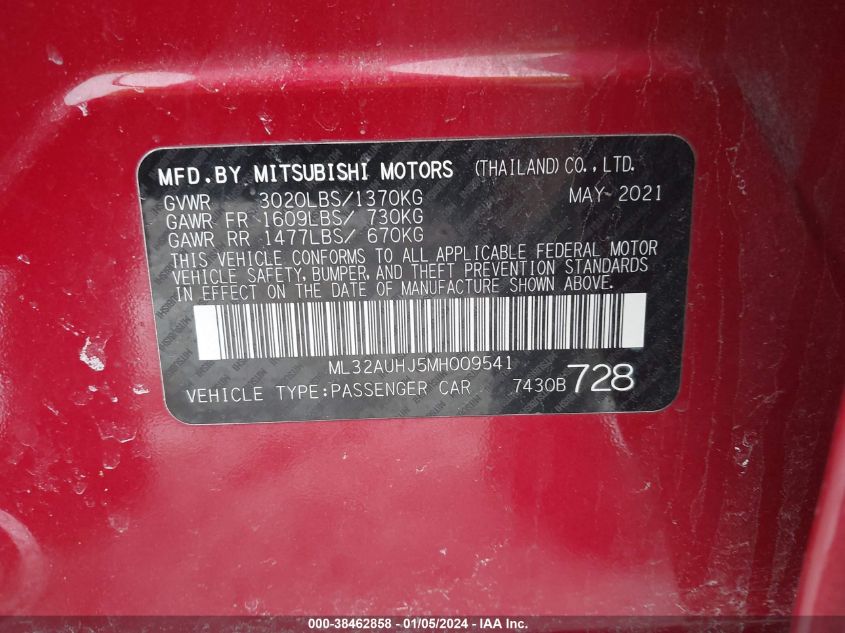 MFD.BY MITSUBISHI MOTORS (THAILAND) CO.,LTD.
GVWR 3020LBS/1370KG MAY-2021
GAWR FR 1609LBS/ 730KG
GAWR RR 1477LBS/ 670KG
THIS VEHICLE CONFORMS TO ALL APPLICABLE FEDERAL MOTOR
VEHICLE SAFETY, BUMPER, AND THEFT PREVENTION STANDARDS
IN EFFECT ON THE DATE OF MANUFACTURE SHOWN ABOVE.
ML32AUHJ5MH009541
VEHICLE TYPE:PASSENGER CAR 7430B 728
000-38462858 - 01/05/2024 - IAA Inc.